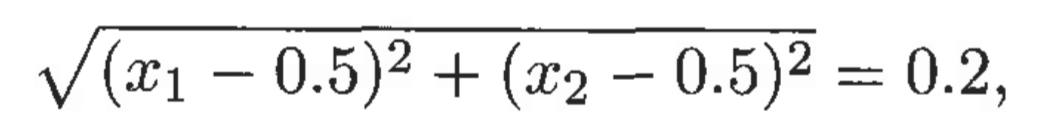 √(x₁ − 0.5)² + (x₂ − 0.5)² = 0.2,